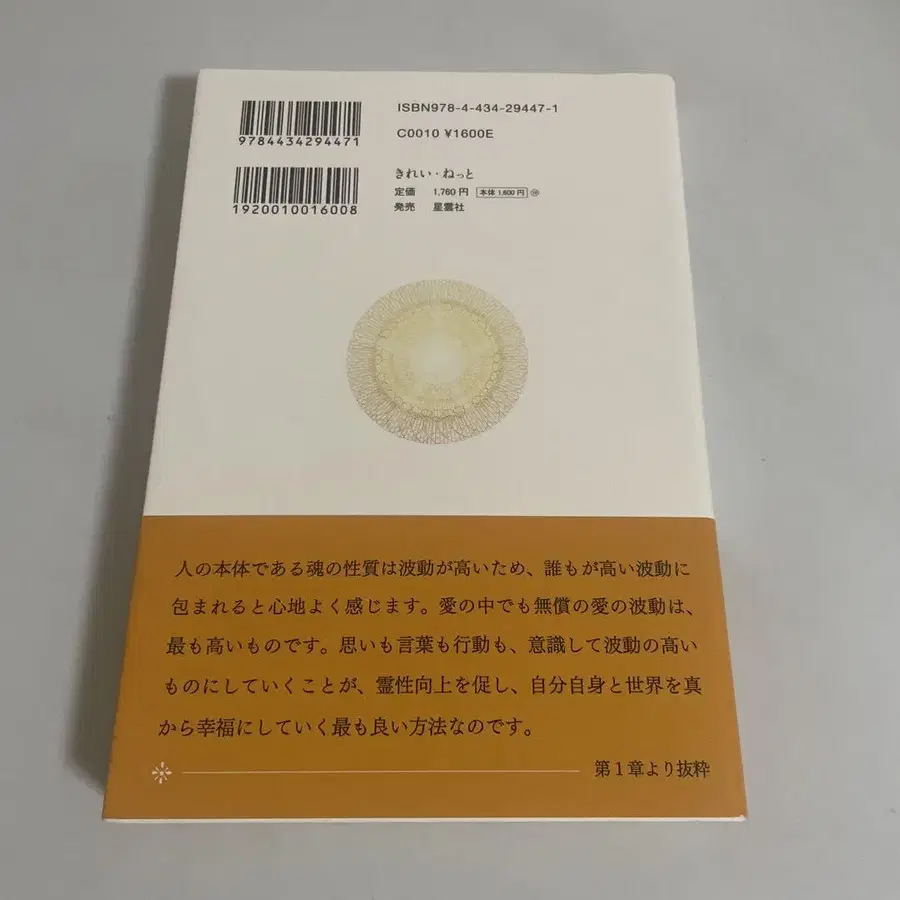 ISBN978-4-434-29447-1
C0010 ¥1600E
9784434294471
1920010016008
きれい・ねっと
定価 1,760円 本体 1,600円 ⑩
発売 星雲社
人の本体である魂の性質は波動が高いため、誰もが高い波動に
包まれると心地よく感じます。愛の中でも無償の愛の波動は、
最も高いものです。思いも言葉も行動も、意識して波動の高い
ものにしていくことが、霊性向上を促し、自分自身と世界を真
から幸福にしていく最も良い方法なのです。
第1章より抜粋